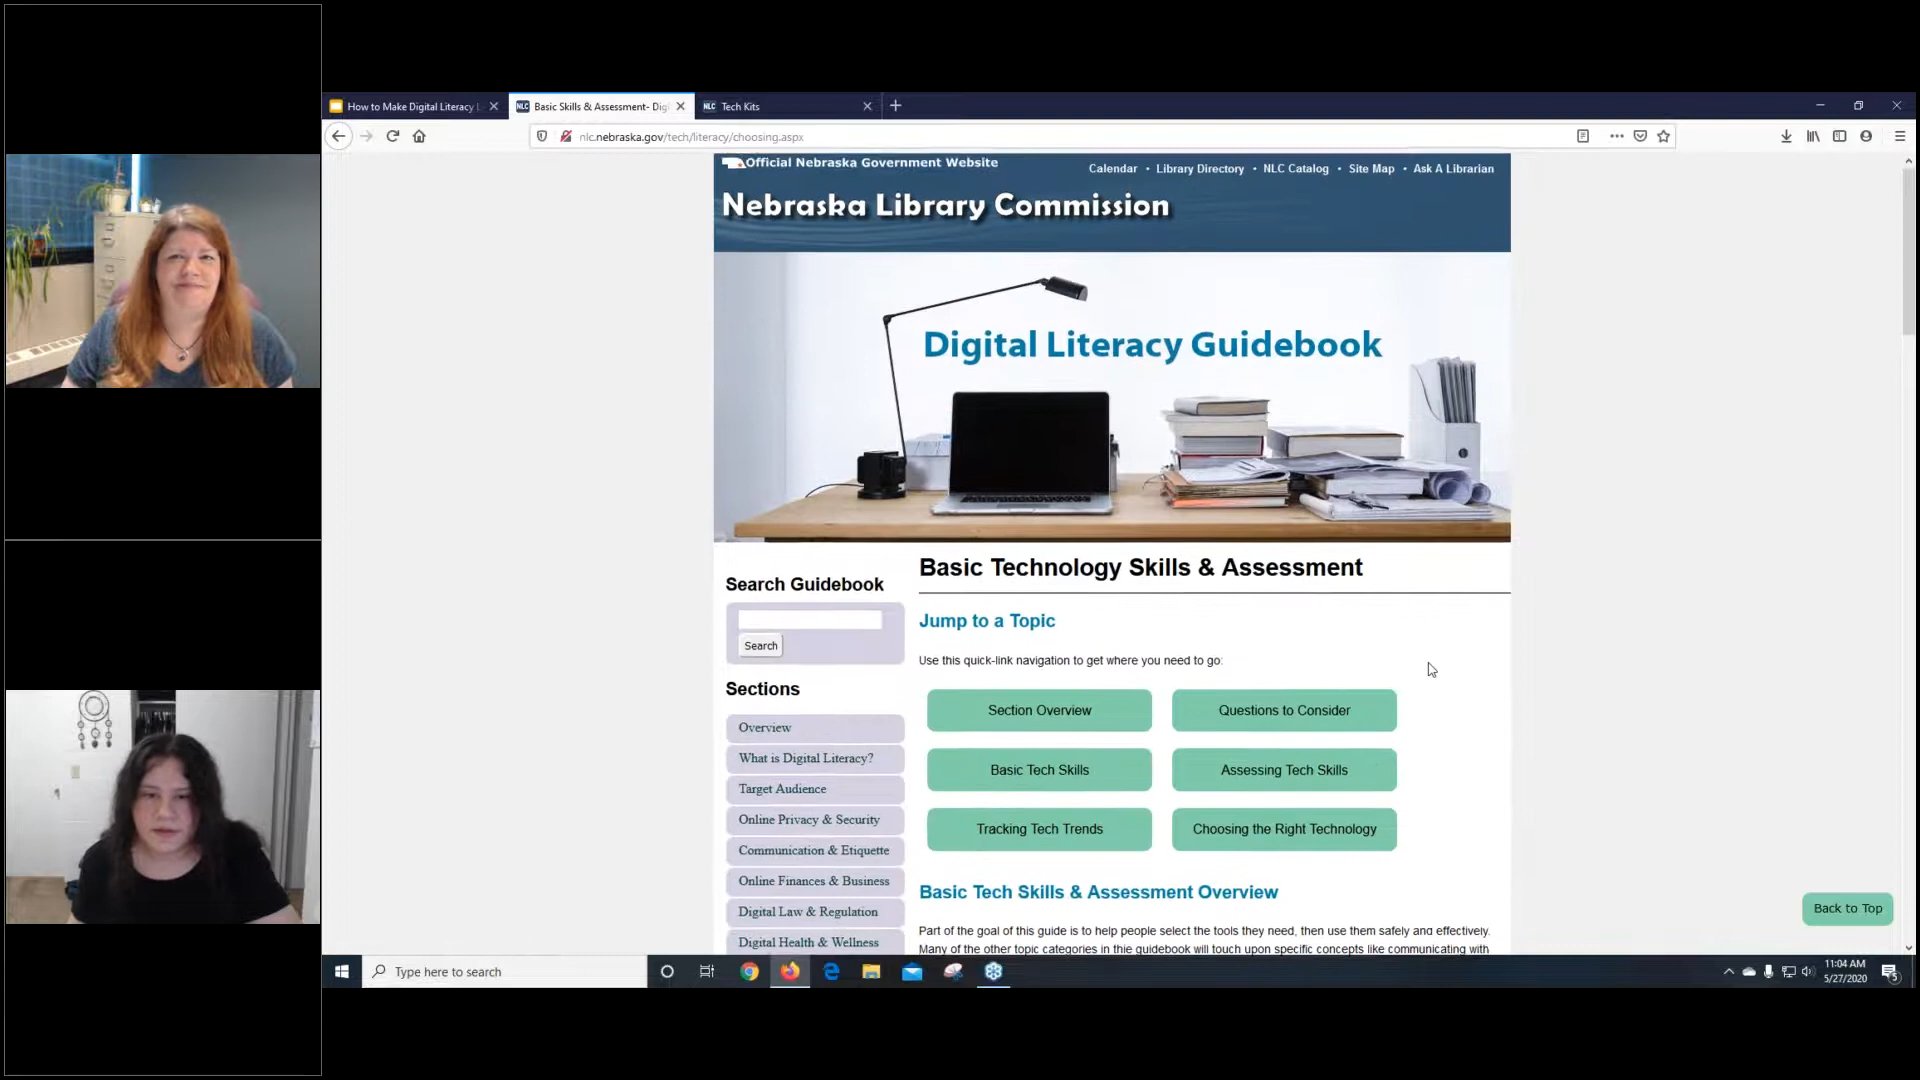 How to Make Digital Literacy
NLC Basic Skills & Assessment- Dig
NLC Tech Kits
nlc.nebraska.gov/tech/literacy/choosing.aspx
Official Nebraska Government Website
Calendar • Library Directory • NLC Catalog • Site Map • Ask A Librarian
Nebraska Library Commission
Digital Literacy Guidebook
Basic Technology Skills & Assessment
Search Guidebook
Search
Jump to a Topic
Use this quick-link navigation to get where you need to go:
Section Overview
Questions to Consider
Basic Tech Skills
Assessing Tech Skills
Tracking Tech Trends
Choosing the Right Technology
Sections
Overview
What is Digital Literacy?
Target Audience
Online Privacy & Security
Communication & Etiquette
Online Finances & Business
Digital Law & Regulation
Digital Health & Wellness
Basic Tech Skills & Assessment Overview
Part of the goal of this guide is to help people select the tools they need, then use them safely and effectively.
Many of the other topic categories in thie guidebook will touch upon specific concepts like communicating with
Back to Top
Type here to search
11:04 AM
5/27/2020
5